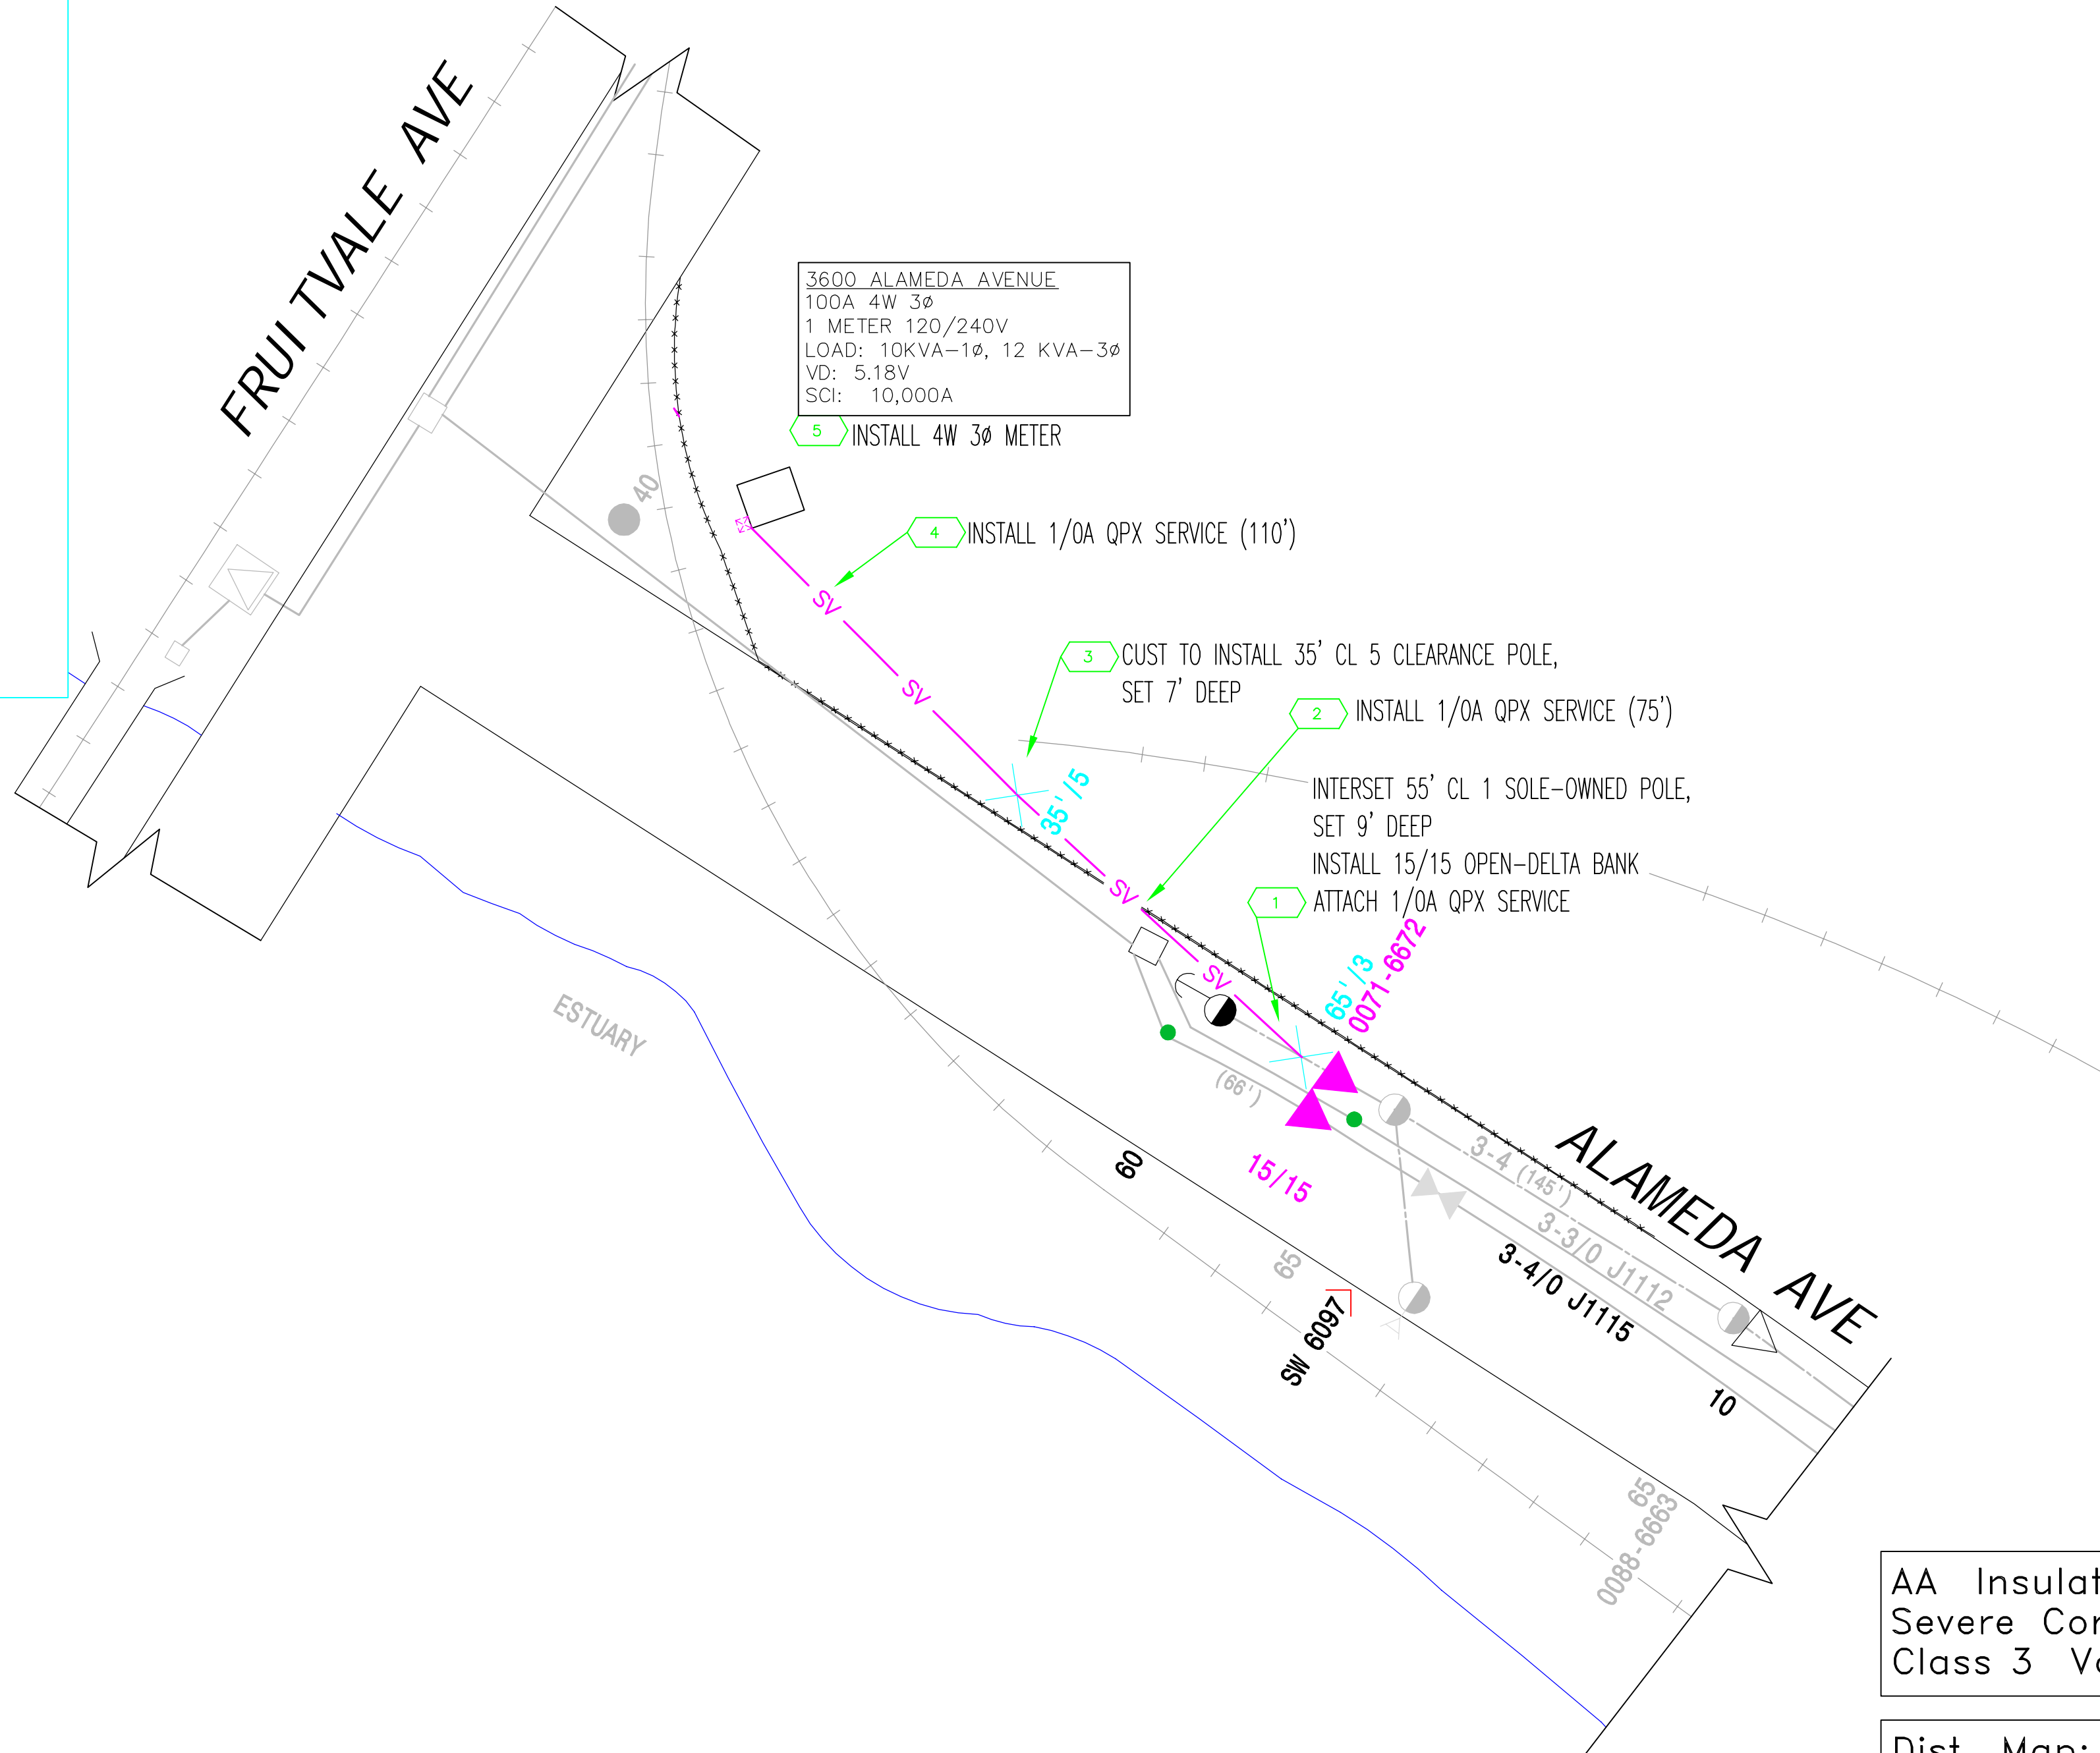 FRUITVALE AVE
3600 ALAMEDA AVENUE
100A 4W 3ø
1 METER 120/240V
LOAD: 10KVA-1ø, 12 KVA-3ø
VD: 5.18V
SCI: 10,000A
5 INSTALL 4W 3ø METER
40
4 INSTALL 1/0A QPX SERVICE (110')
SV
3 CUST TO INSTALL 35' CL 5 CLEARANCE POLE,
SET 7' DEEP
SV
2 INSTALL 1/0A QPX SERVICE (75')
35'/5
INTERSET 55' CL 1 SOLE-OWNED POLE,
SET 9' DEEP
INSTALL 15/15 OPEN-DELTA BANK
1 ATTACH 1/0A QPX SERVICE
SV
SV
65'/3
0071-6672
ESTUARY
(66')
60
15/15
ALAMEDA AVE
3-4 (145')
3-3/0 J1112
3-4/0 J1115
65
SW 6097
A
10
65
0088-6663
AA Insulat
Severe Cor
Class 3 Vo
Dist. Map: